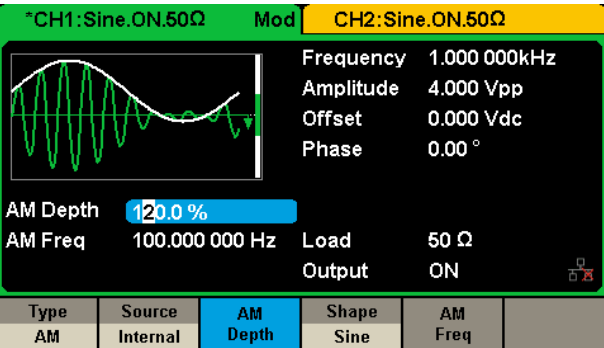 *CH1:Sine.ON.50Ω Mod CH2:Sine.ON.50Ω
Frequency 1.000 000kHz
Amplitude 4.000 Vpp
Offset 0.000 Vdc
Phase 0.00 °
AM Depth 120.0 %
AM Freq 100.000 000 Hz Load 50 Ω
Output ON
Type Source AM Depth Shape AM Freq
AM Internal Sine